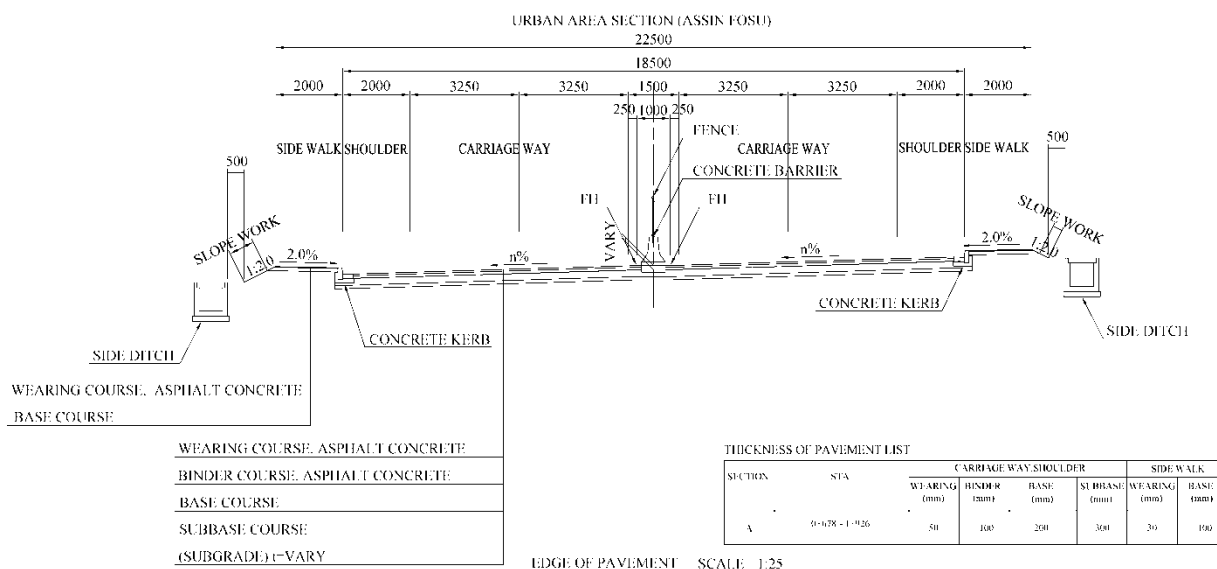 URBAN AREA SECTION (ASSIN FOSU)
22500
18500
2000 2000 3250 3250 1500 3250 3250 2000 2000
250 1000 250
FENCE
SIDE WALK SHOULDER CARRIAGE WAY CARRIAGE WAY SHOULDER SIDE WALK
500 500
CONCRETE BARRIER
FH FH
SLOPE WORK SLOPE WORK
VARY
1:2.0 2.0% n% n% 2.0% 1:2.0
CONCRETE KERB
CONCRETE KERB
SIDE DITCH
SIDE DITCH
WEARING COURSE. ASPHALT CONCRETE
BASE COURSE
WEARING COURSE. ASPHALT CONCRETE
BINDER COURSE. ASPHALT CONCRETE
BASE COURSE
SUBBASE COURSE
(SUBGRADE) t=VARY
THICKNESS OF PAVEMENT LIST
SECTION STA CARRIAGE WAY.SHOULDER SIDE WALK
WEARING BINDER BASE SUBBASE WEARING BASE
(mm) (mm) (mm) (mm) (mm) (mm)
A 50 100 200 300 30 100
EDGE OF PAVEMENT SCALE 1:25